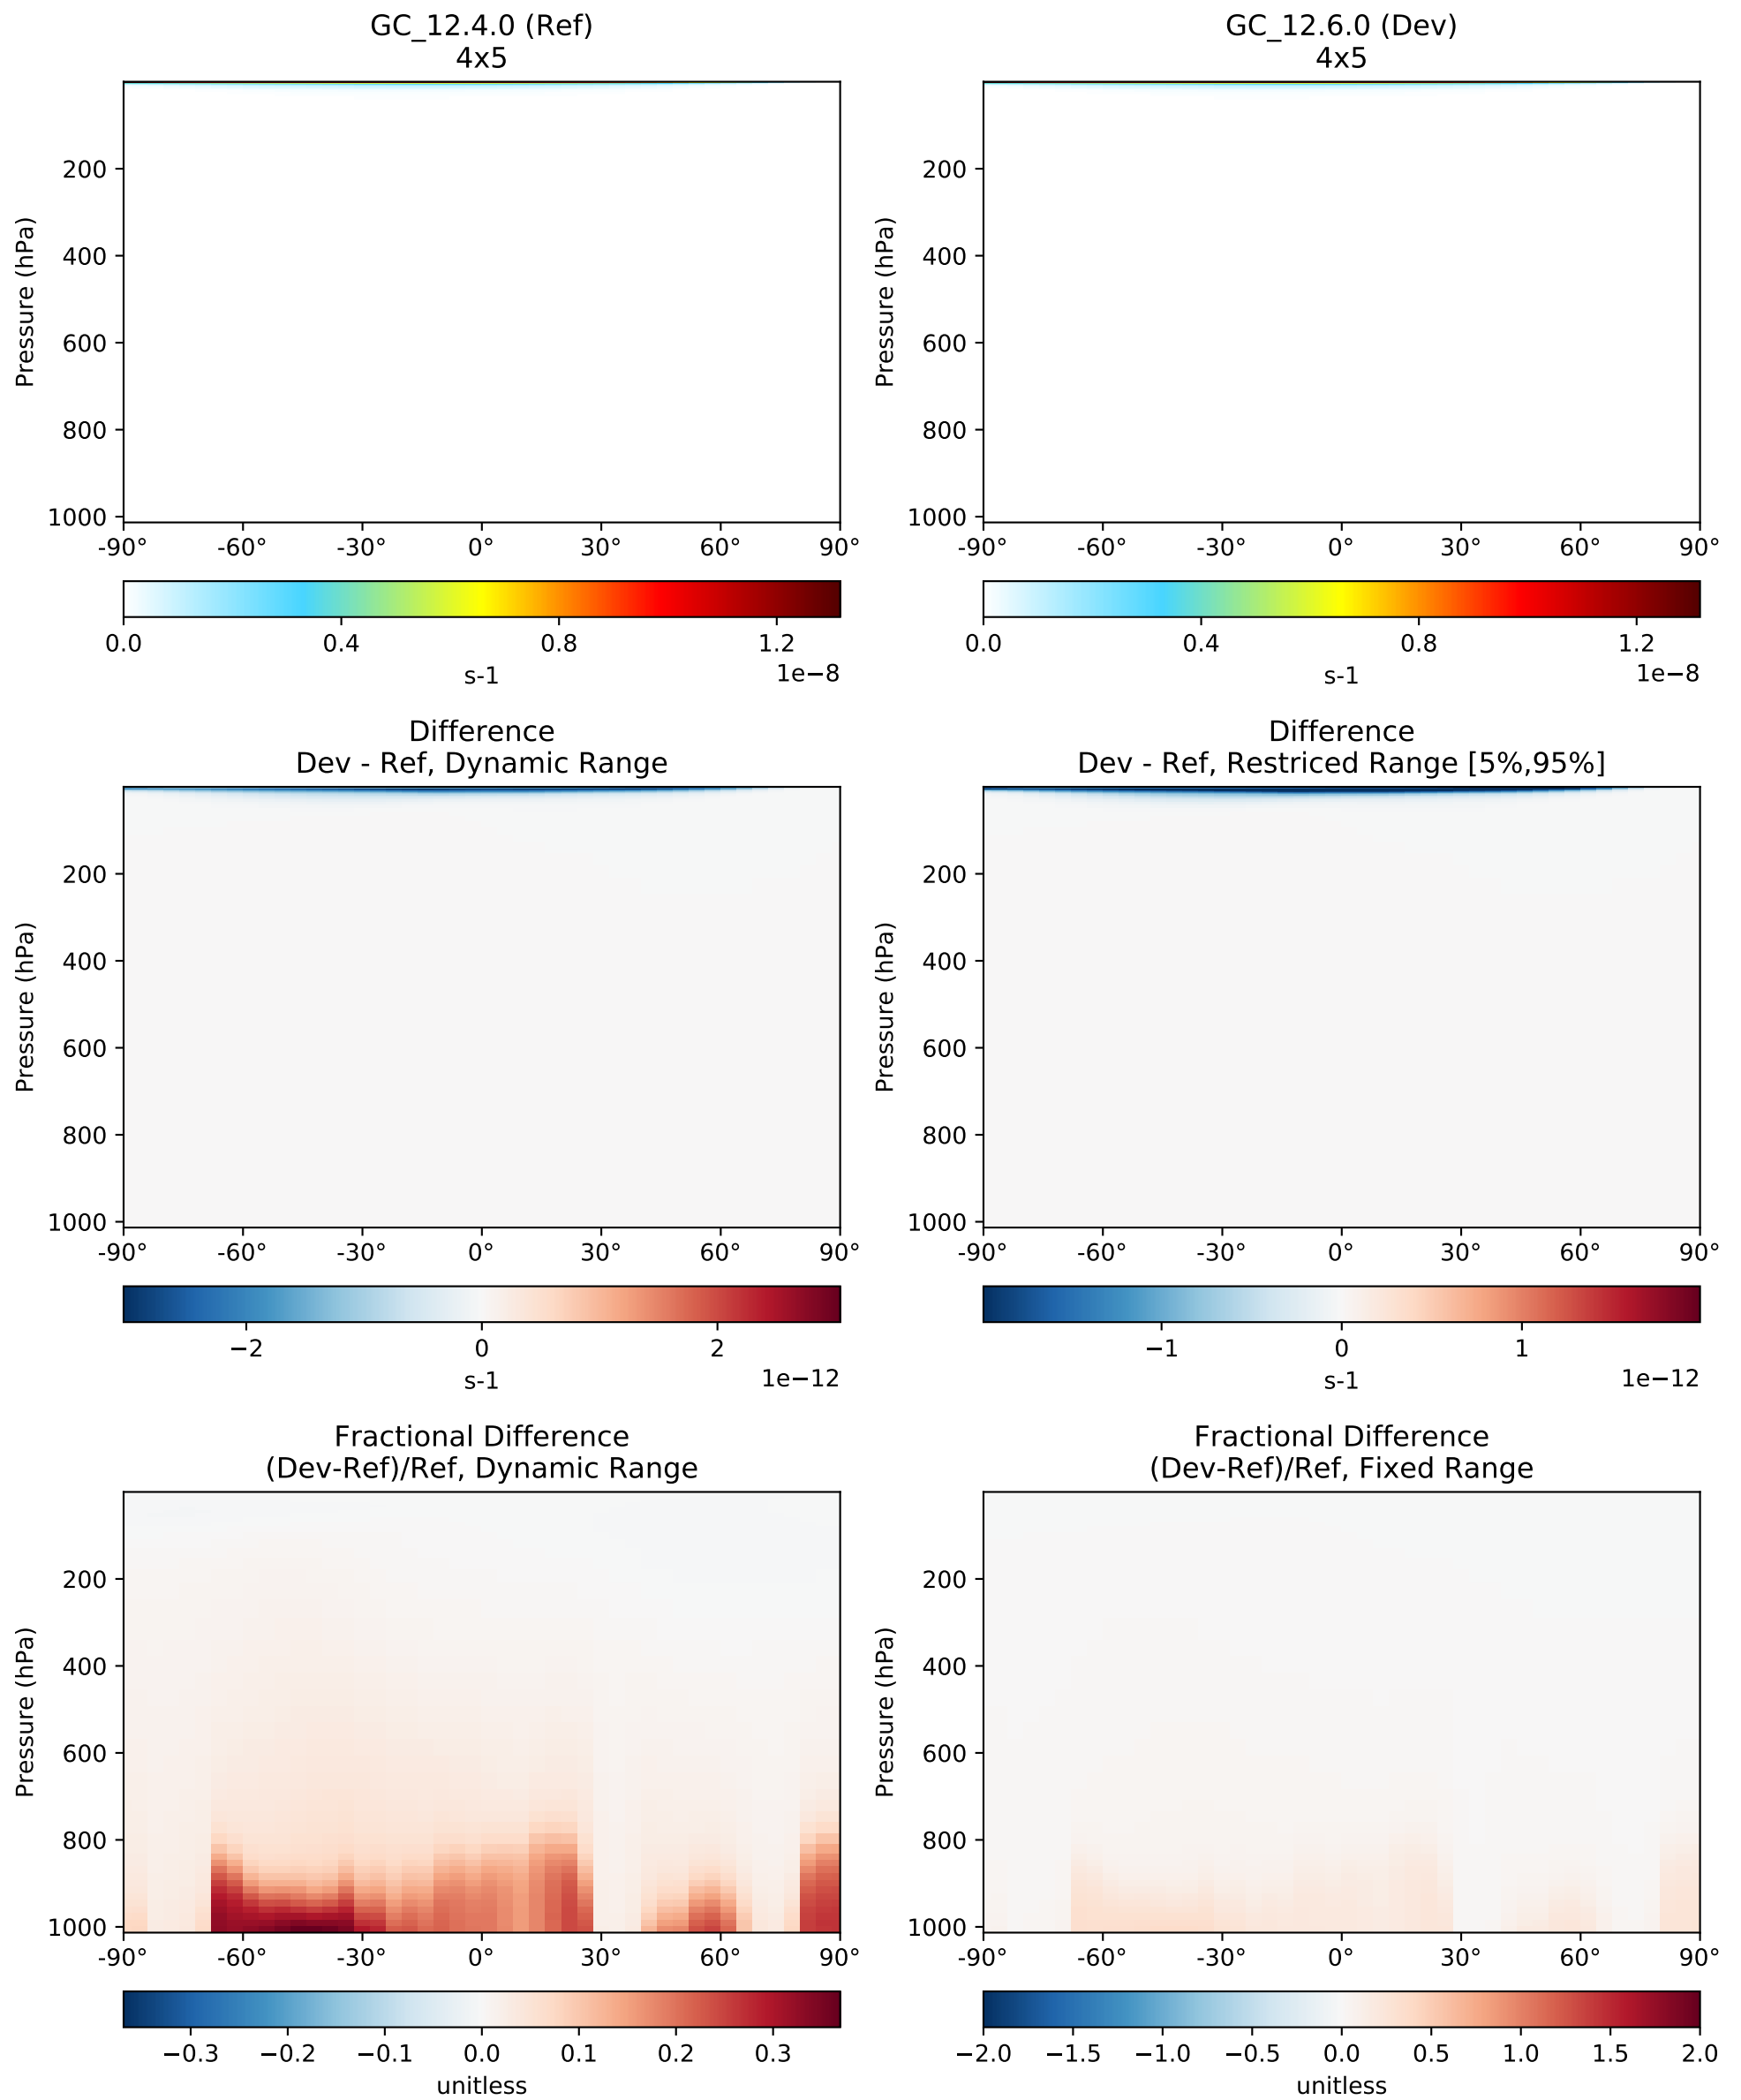 GC_12.4.0 (Ref)
4x5
Pressure (hPa)
200
400
600
800
1000
-90° -60° -30° 0° 30° 60° 90°
0.0 0.4 0.8 1.2
1e−8
s-1
GC_12.6.0 (Dev)
4x5
Pressure (hPa)
200
400
600
800
1000
-90° -60° -30° 0° 30° 60° 90°
0.0 0.4 0.8 1.2
1e−8
s-1
Difference
Dev - Ref, Dynamic Range
Pressure (hPa)
200
400
600
800
1000
-90° -60° -30° 0° 30° 60° 90°
−2 0 2
1e−12
s-1
Difference
Dev - Ref, Restriced Range [5%,95%]
Pressure (hPa)
200
400
600
800
1000
-90° -60° -30° 0° 30° 60° 90°
−1 0 1
1e−12
s-1
Fractional Difference
(Dev-Ref)/Ref, Dynamic Range
Pressure (hPa)
200
400
600
800
1000
-90° -60° -30° 0° 30° 60° 90°
−0.3 −0.2 −0.1 0.0 0.1 0.2 0.3
unitless
Fractional Difference
(Dev-Ref)/Ref, Fixed Range
Pressure (hPa)
200
400
600
800
1000
-90° -60° -30° 0° 30° 60° 90°
−2.0 −1.5 −1.0 −0.5 0.0 0.5 1.0 1.5 2.0
unitless